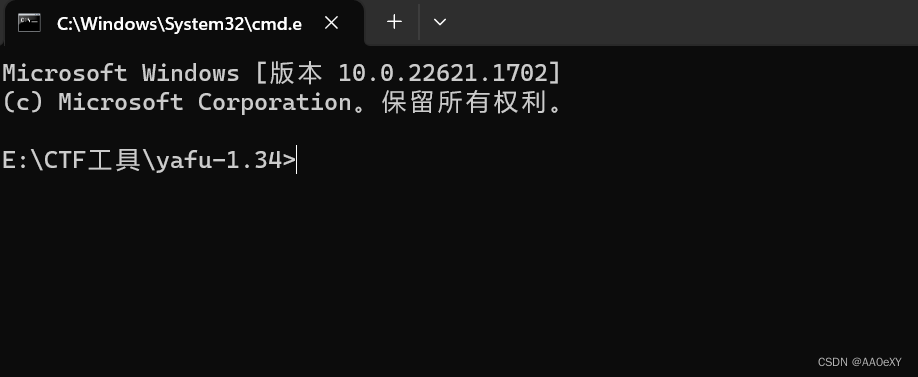 C:\Windows\System32\cmd.e
Microsoft Windows [版本 10.0.22621.1702]
(c) Microsoft Corporation。保留所有权利。
E:\CTF工具\yafu-1.34>
CSDN @AA0eXY